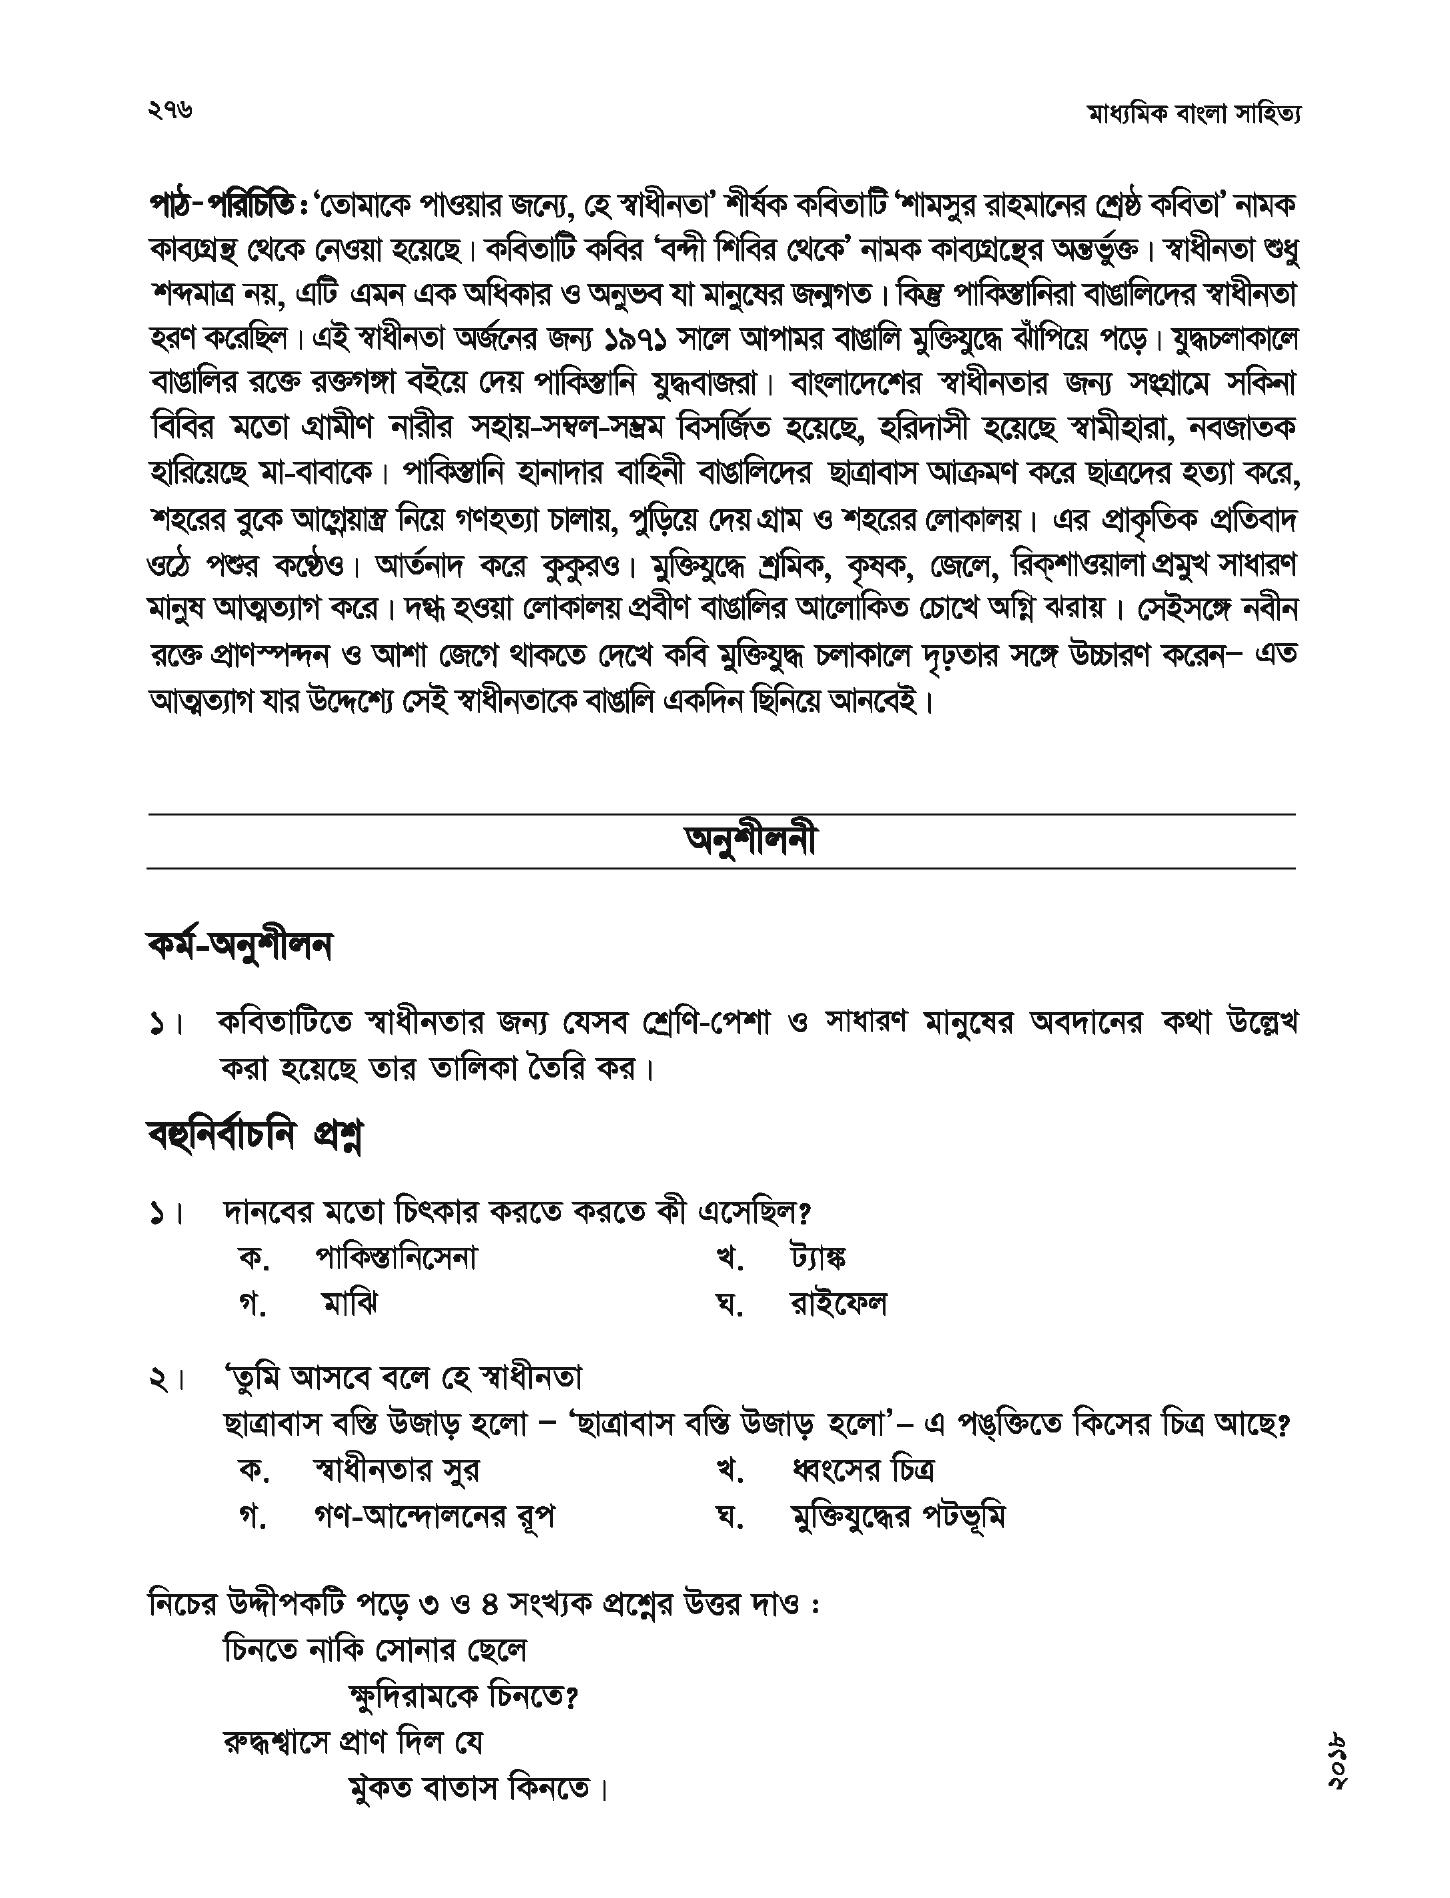 ২৭৬
মাধ্যমিক বাংলা সাহিত্য
পাঠ-পরিচিতি : ‘তোমাকে পাওয়ার জন্যে, হে স্বাধীনতা’ শীর্ষক কবিতাটি ‘শামসুর রাহমানের শ্রেষ্ঠ কবিতা’ নামক
কাব্যগ্রন্থ থেকে নেওয়া হয়েছে। কবিতাটি কবির ‘বন্দী শিবির থেকে’ নামক কাব্যগ্রন্থের অন্তর্ভুক্ত। স্বাধীনতা শুধু
শব্দমাত্র নয়, এটি এমন এক অধিকার ও অনুভব যা মানুষের জন্মগত। কিন্তু পাকিস্তানিরা বাঙালিদের স্বাধীনতা
হরণ করেছিল। এই স্বাধীনতা অর্জনের জন্য ১৯৭১ সালে আপামর বাঙালি মুক্তিযুদ্ধে ঝাঁপিয়ে পড়ে। যুদ্ধচলাকালে
বাঙালির রক্তে রক্তগঙ্গা বইয়ে দেয় পাকিস্তানি যুদ্ধবাজরা। বাংলাদেশের স্বাধীনতার জন্য সংগ্রামে সকিনা
বিবির মতো গ্রামীণ নারীর সহায়-সম্বল-সম্ভ্রম বিসর্জিত হয়েছে, হরিদাসী হয়েছে স্বামীহারা, নবজাতক
হারিয়েছে মা-বাবাকে। পাকিস্তানি হানাদার বাহিনী বাঙালিদের ছাত্রাবাস আক্রমণ করে ছাত্রদের হত্যা করে,
শহরের বুকে আগ্নেয়াস্ত্র নিয়ে গণহত্যা চালায়, পুড়িয়ে দেয় গ্রাম ও শহরের লোকালয়। এর প্রাকৃতিক প্রতিবাদ
ওঠে পশুর কণ্ঠেও। আর্তনাদ করে কুকুরও। মুক্তিযুদ্ধে শ্রমিক, কৃষক, জেলে, রিক্‌শাওয়ালা প্রমুখ সাধারণ
মানুষ আত্মত্যাগ করে। দগ্ধ হওয়া লোকালয় প্রবীণ বাঙালির আলোকিত চোখে অগ্নি ঝরায়। সেইসঙ্গে নবীন
রক্তে প্রাণস্পন্দন ও আশা জেগে থাকতে দেখে কবি মুক্তিযুদ্ধ চলাকালে দৃঢ়তার সঙ্গে উচ্চারণ করেন– এত
আত্মত্যাগ যার উদ্দেশ্যে সেই স্বাধীনতাকে বাঙালি একদিন ছিনিয়ে আনবেই।
অনুশীলনী
কর্ম-অনুশীলন
১। কবিতাটিতে স্বাধীনতার জন্য যেসব শ্রেণি-পেশা ও সাধারণ মানুষের অবদানের কথা উল্লেখ
করা হয়েছে তার তালিকা তৈরি কর।
বহুনির্বাচনি প্রশ্ন
১। দানবের মতো চিৎকার করতে করতে কী এসেছিল?
ক. পাকিস্তানিসেনা খ. ট্যাঙ্ক
গ. মাঝি ঘ. রাইফেল
২। ‘তুমি আসবে বলে হে স্বাধীনতা
ছাত্রাবাস বস্তি উজাড় হলো – ‘ছাত্রাবাস বস্তি উজাড় হলো’– এ পঙ্‌ক্তিতে কিসের চিত্র আছে?
ক. স্বাধীনতার সুর খ. ধ্বংসের চিত্র
গ. গণ-আন্দোলনের রূপ ঘ. মুক্তিযুদ্ধের পটভূমি
নিচের উদ্দীপকটি পড়ে ৩ ও ৪ সংখ্যক প্রশ্নের উত্তর দাও :
চিনতে নাকি সোনার ছেলে
ক্ষুদিরামকে চিনতে?
রুদ্ধশ্বাসে প্রাণ দিল যে
মুকত বাতাস কিনতে।
২০১৮